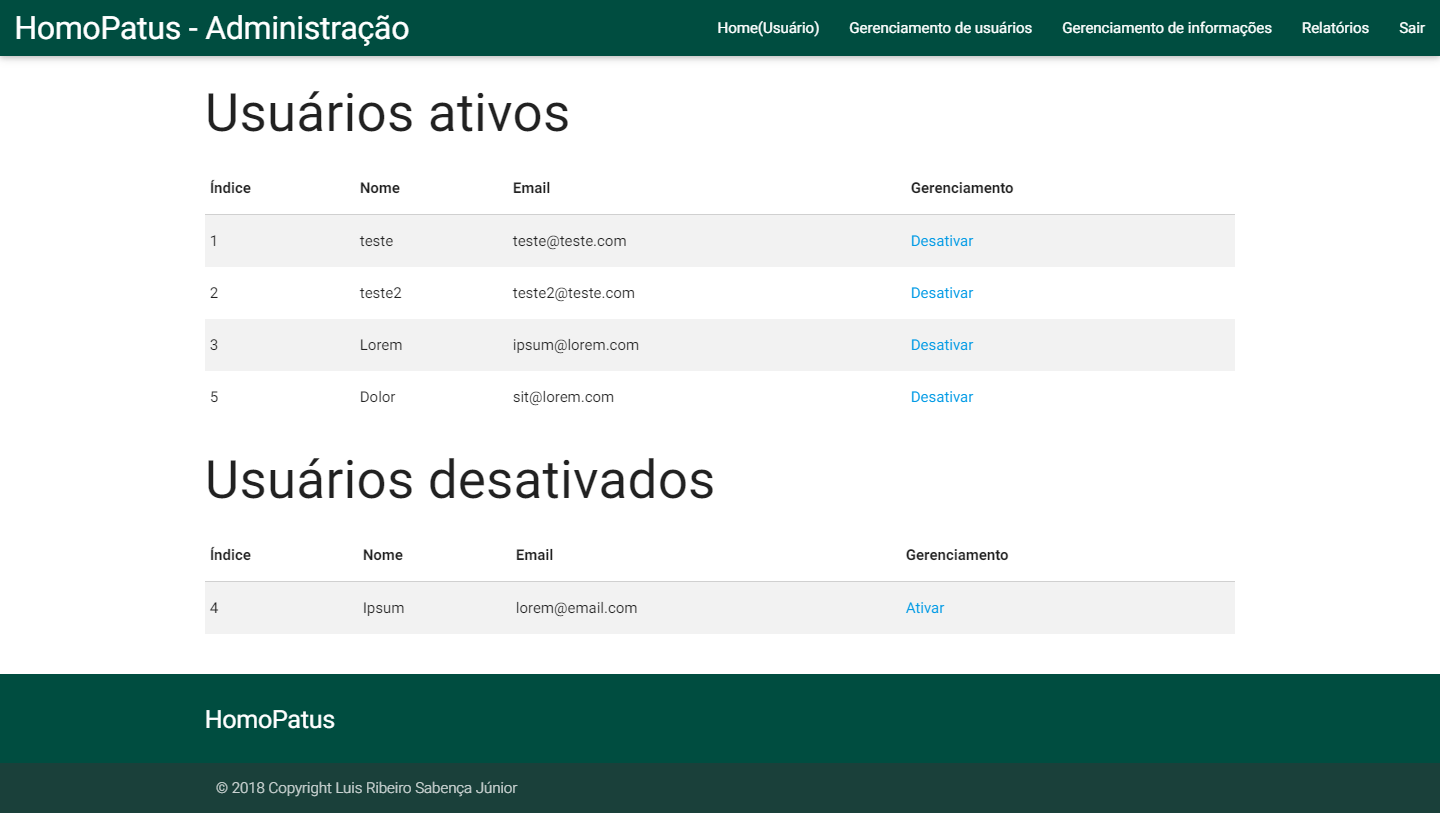 HomoPatus - Administração Home(Usuário) Gerenciamento de usuários Gerenciamento de informações Relatórios Sair
Usuários ativos
Índice Nome Email Gerenciamento
1 teste teste@teste.com Desativar
2 teste2 teste2@teste.com Desativar
3 Lorem ipsum@lorem.com Desativar
5 Dolor sit@lorem.com Desativar
Usuários desativados
Índice Nome Email Gerenciamento
4 Ipsum lorem@email.com Ativar
HomoPatus
© 2018 Copyright Luis Ribeiro Sabença Júnior